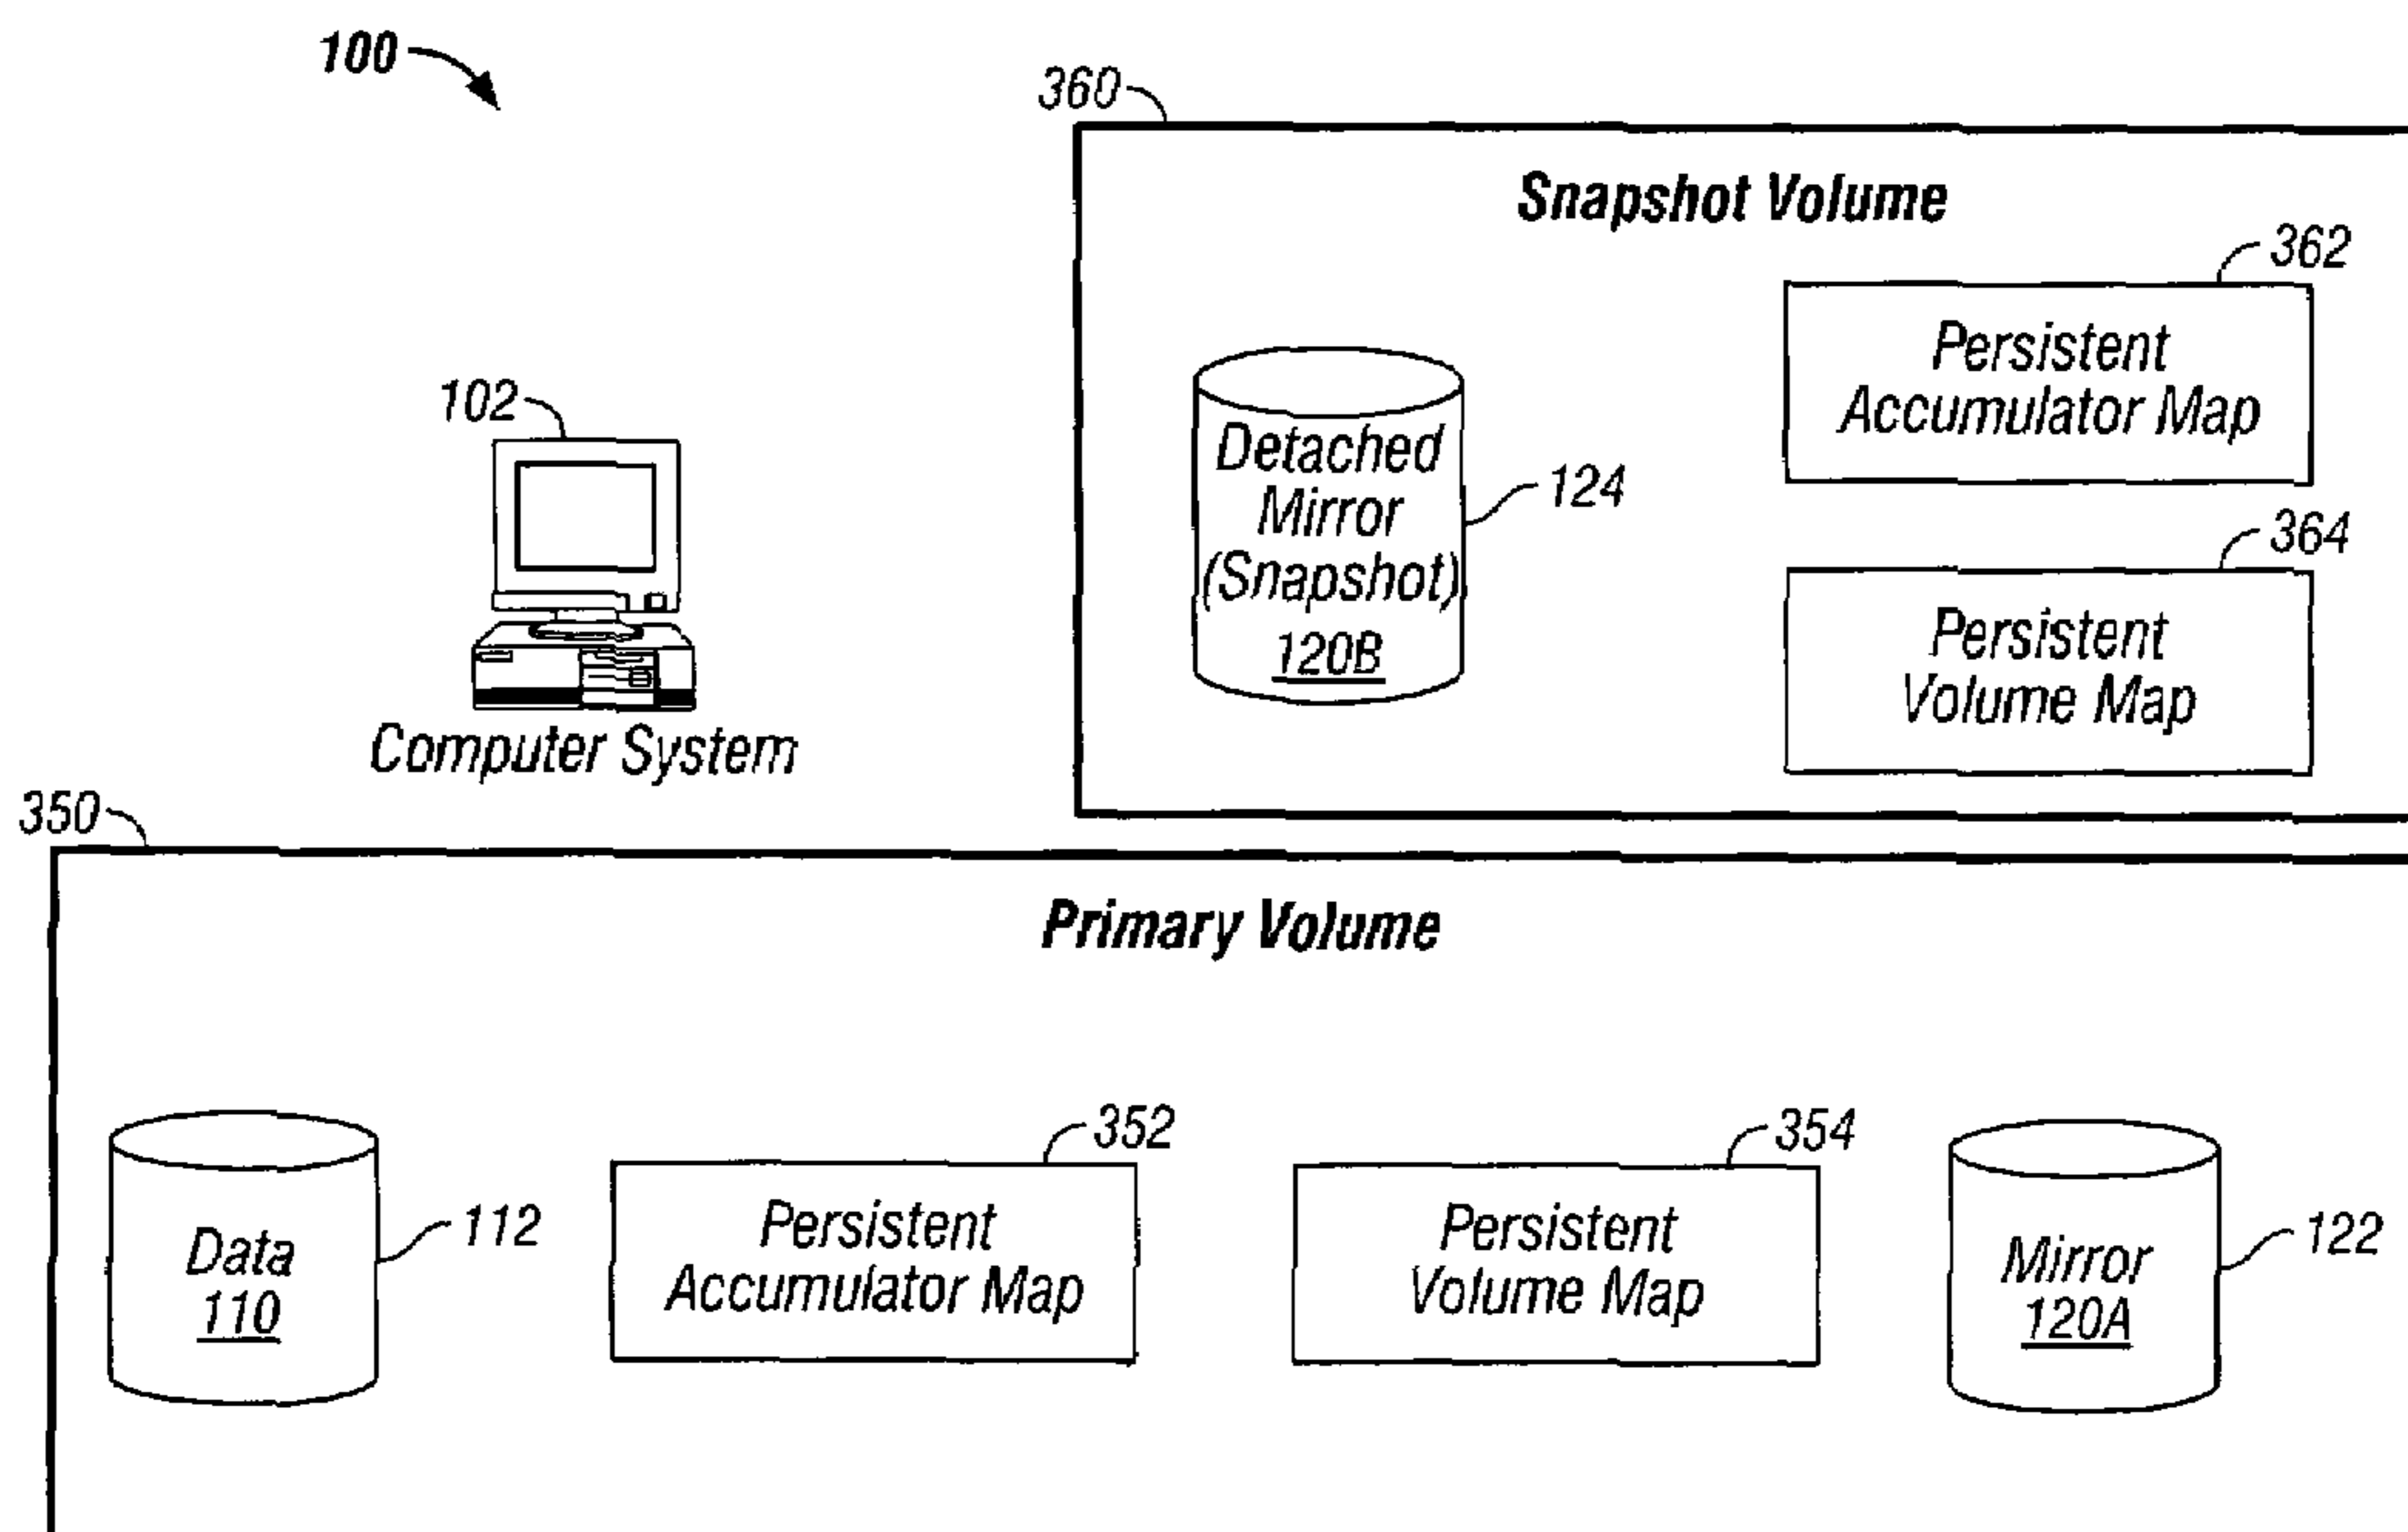 100
360
Snapshot Volume
362
Persistent
Accumulator Map
102
Detached
Mirror
(Snapshot)
120B
124
364
Persistent
Volume Map
Computer System
350
Primary Volume
352
354
112
Data
110
Persistent
Accumulator Map
Persistent
Volume Map
122
Mirror
120A